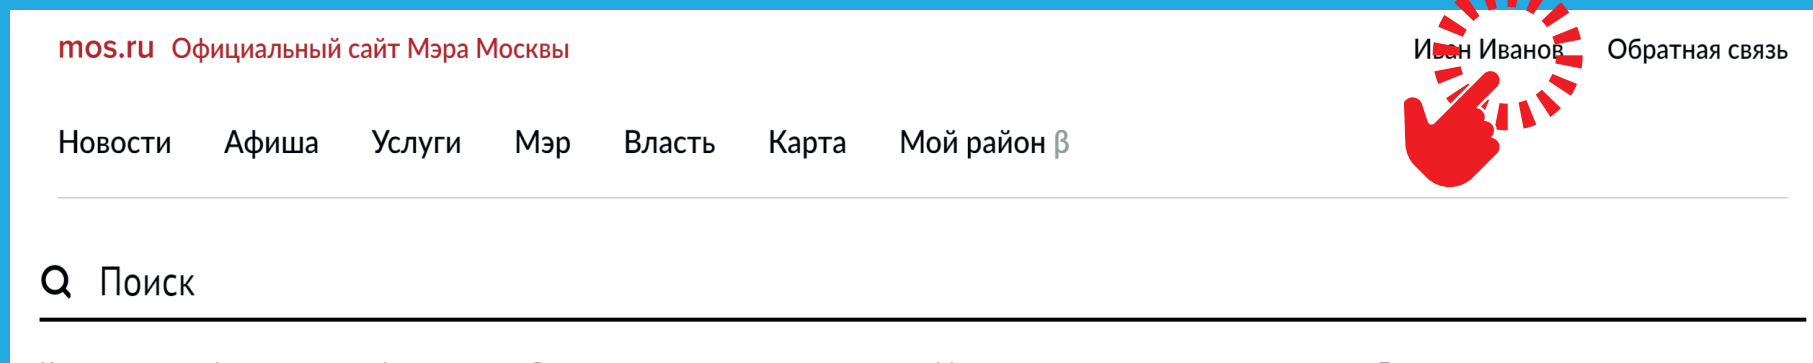 mos.ru Официальный сайт Мэра Москвы Иван Иванов Обратная связь
Новости Афиша Услуги Мэр Власть Карта Мой район β
Поиск